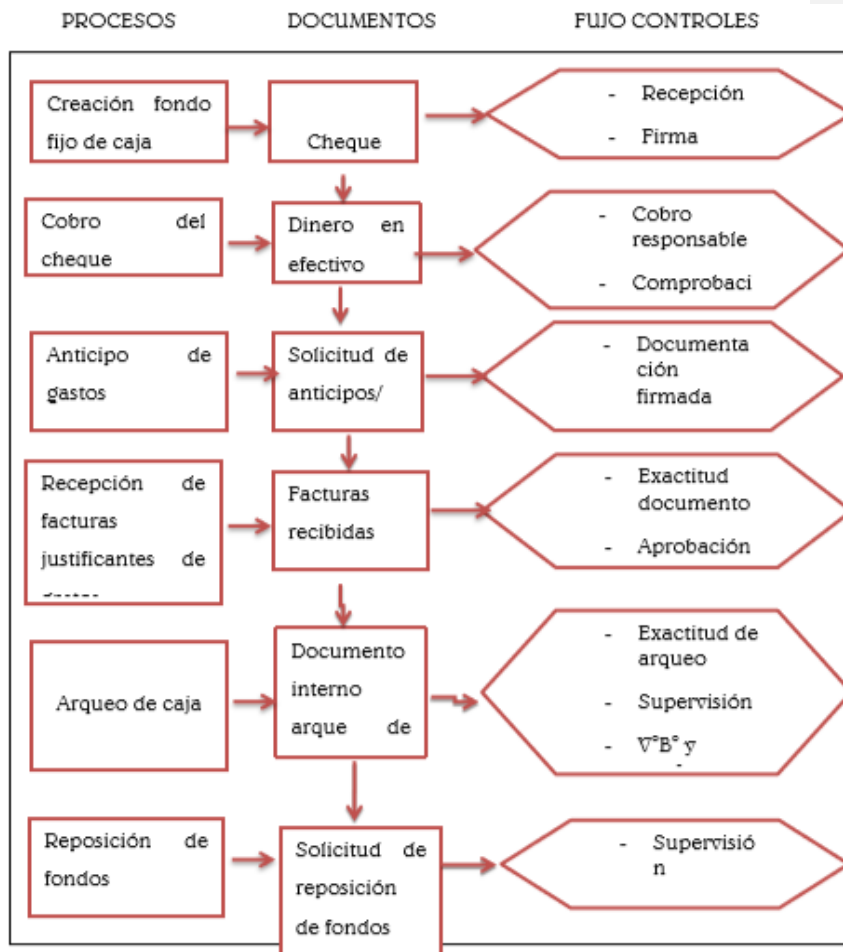 PROCESOS DOCUMENTOS FUJO CONTROLES
Creación fondo
fijo de caja
Cheque
- Recepción
- Firma
Cobro del
cheque
Dinero en
efectivo
- Cobro
responsable
- Comprobaci
Anticipo de
gastos
Solicitud de
anticipos/
- Documenta
ción
firmada
Recepción de
facturas
justificantes de
Facturas
recibidas
- Exactitud
documento
- Aprobación
Arqueo de caja
Documento
interno
arque de
- Exactitud de
arqueo
- Supervisión
- V°B° y
Reposición de
fondos
Solicitud de
reposición
de fondos
- Supervisió
n